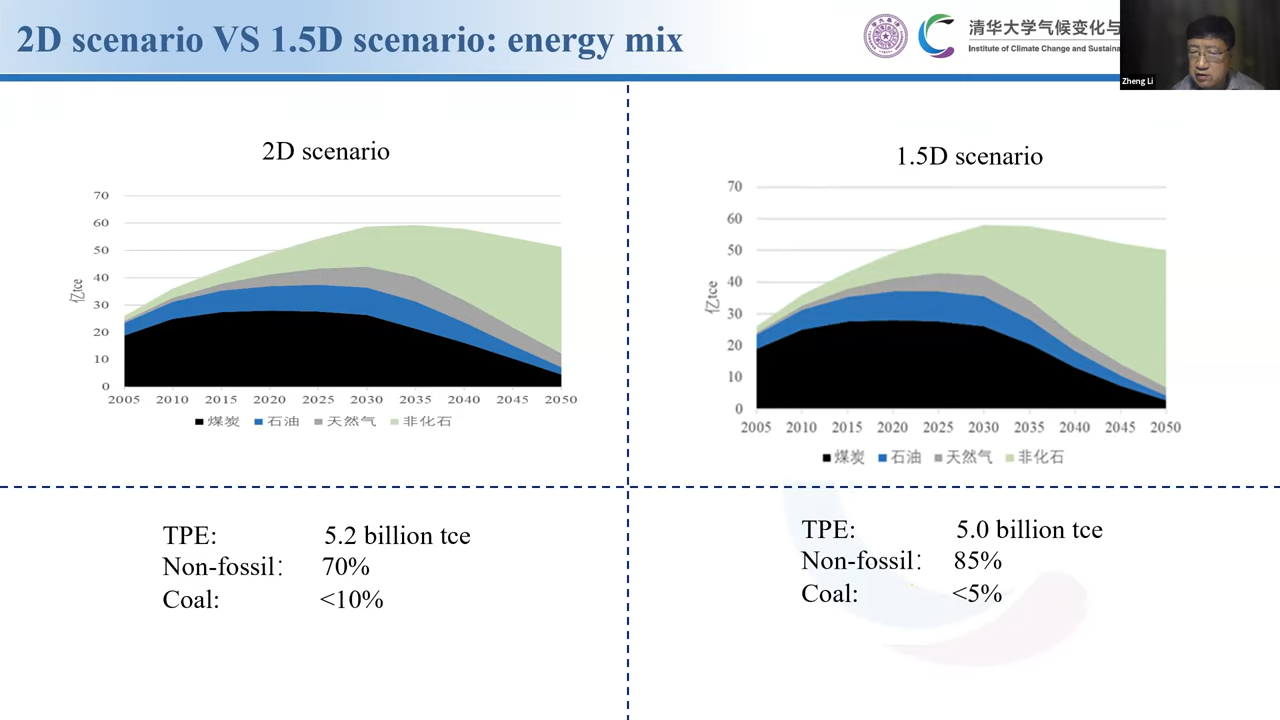 2D scenario VS 1.5D scenario: energy mix
清华大学气候变化与
Institute of Climate Change and Sustaina
Zheng Li
2D scenario
70
60
50
40
30
20
10
0
亿tce
2005 2010 2015 2020 2025 2030 2035 2040 2045 2050
煤炭 石油 天然气 非化石
1.5D scenario
70
60
50
40
30
20
10
0
亿tce
2005 2010 2015 2020 2025 2030 2035 2040 2045 2050
煤炭 石油 天然气 非化石
TPE: 5.2 billion tce
Non-fossil: 70%
Coal: <10%
TPE: 5.0 billion tce
Non-fossil: 85%
Coal: <5%